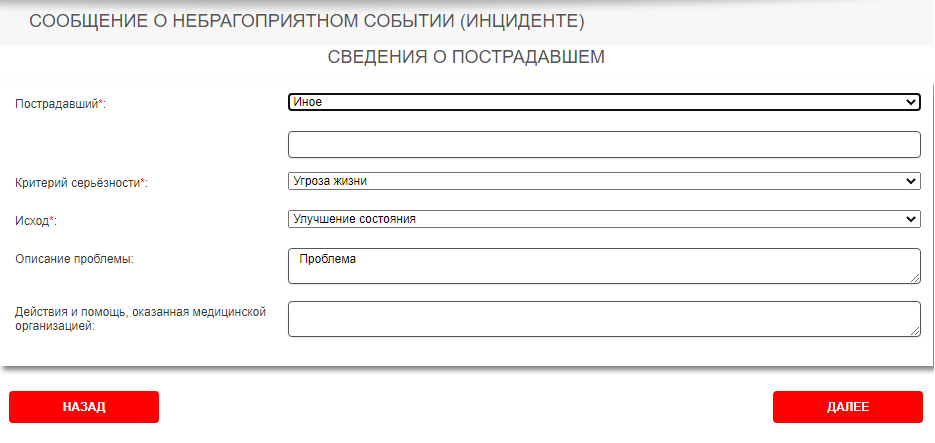 СООБЩЕНИЕ О НЕБРАГОПРИЯТНОМ СОБЫТИИ (ИНЦИДЕНТЕ)
СВЕДЕНИЯ О ПОСТРАДАВШЕМ
Пострадавший*:
Иное
Критерий серьёзности*:
Угроза жизни
Исход*:
Улучшение состояния
Описание проблемы:
Проблема
Действия и помощь, оказанная медицинской
организацией:
НАЗАД
ДАЛЕЕ